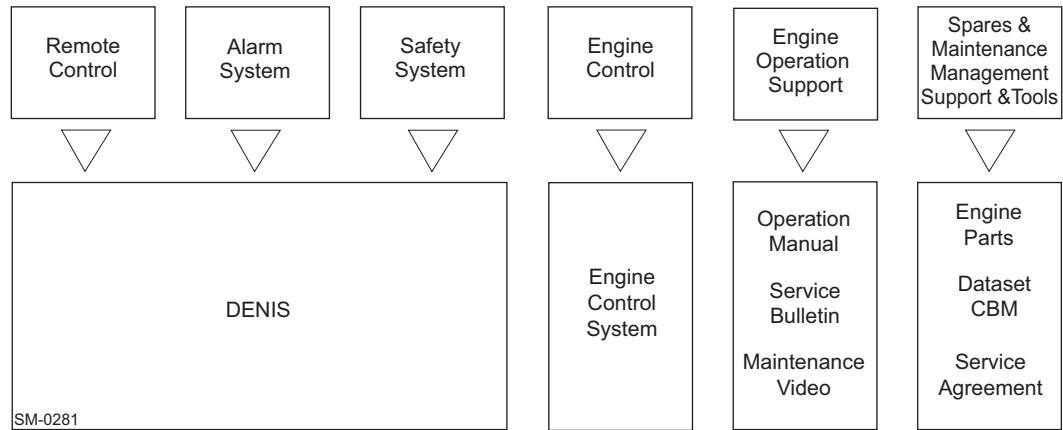 Remote
Control
Alarm
System
Safety
System
Engine
Control
Engine
Operation
Support
Spares &
Maintenance
Management
Support &Tools
DENIS
SM-0281
Engine
Control
System
Operation
Manual
Service
Bulletin
Maintenance
Video
Engine
Parts
Dataset
CBM
Service
Agreement